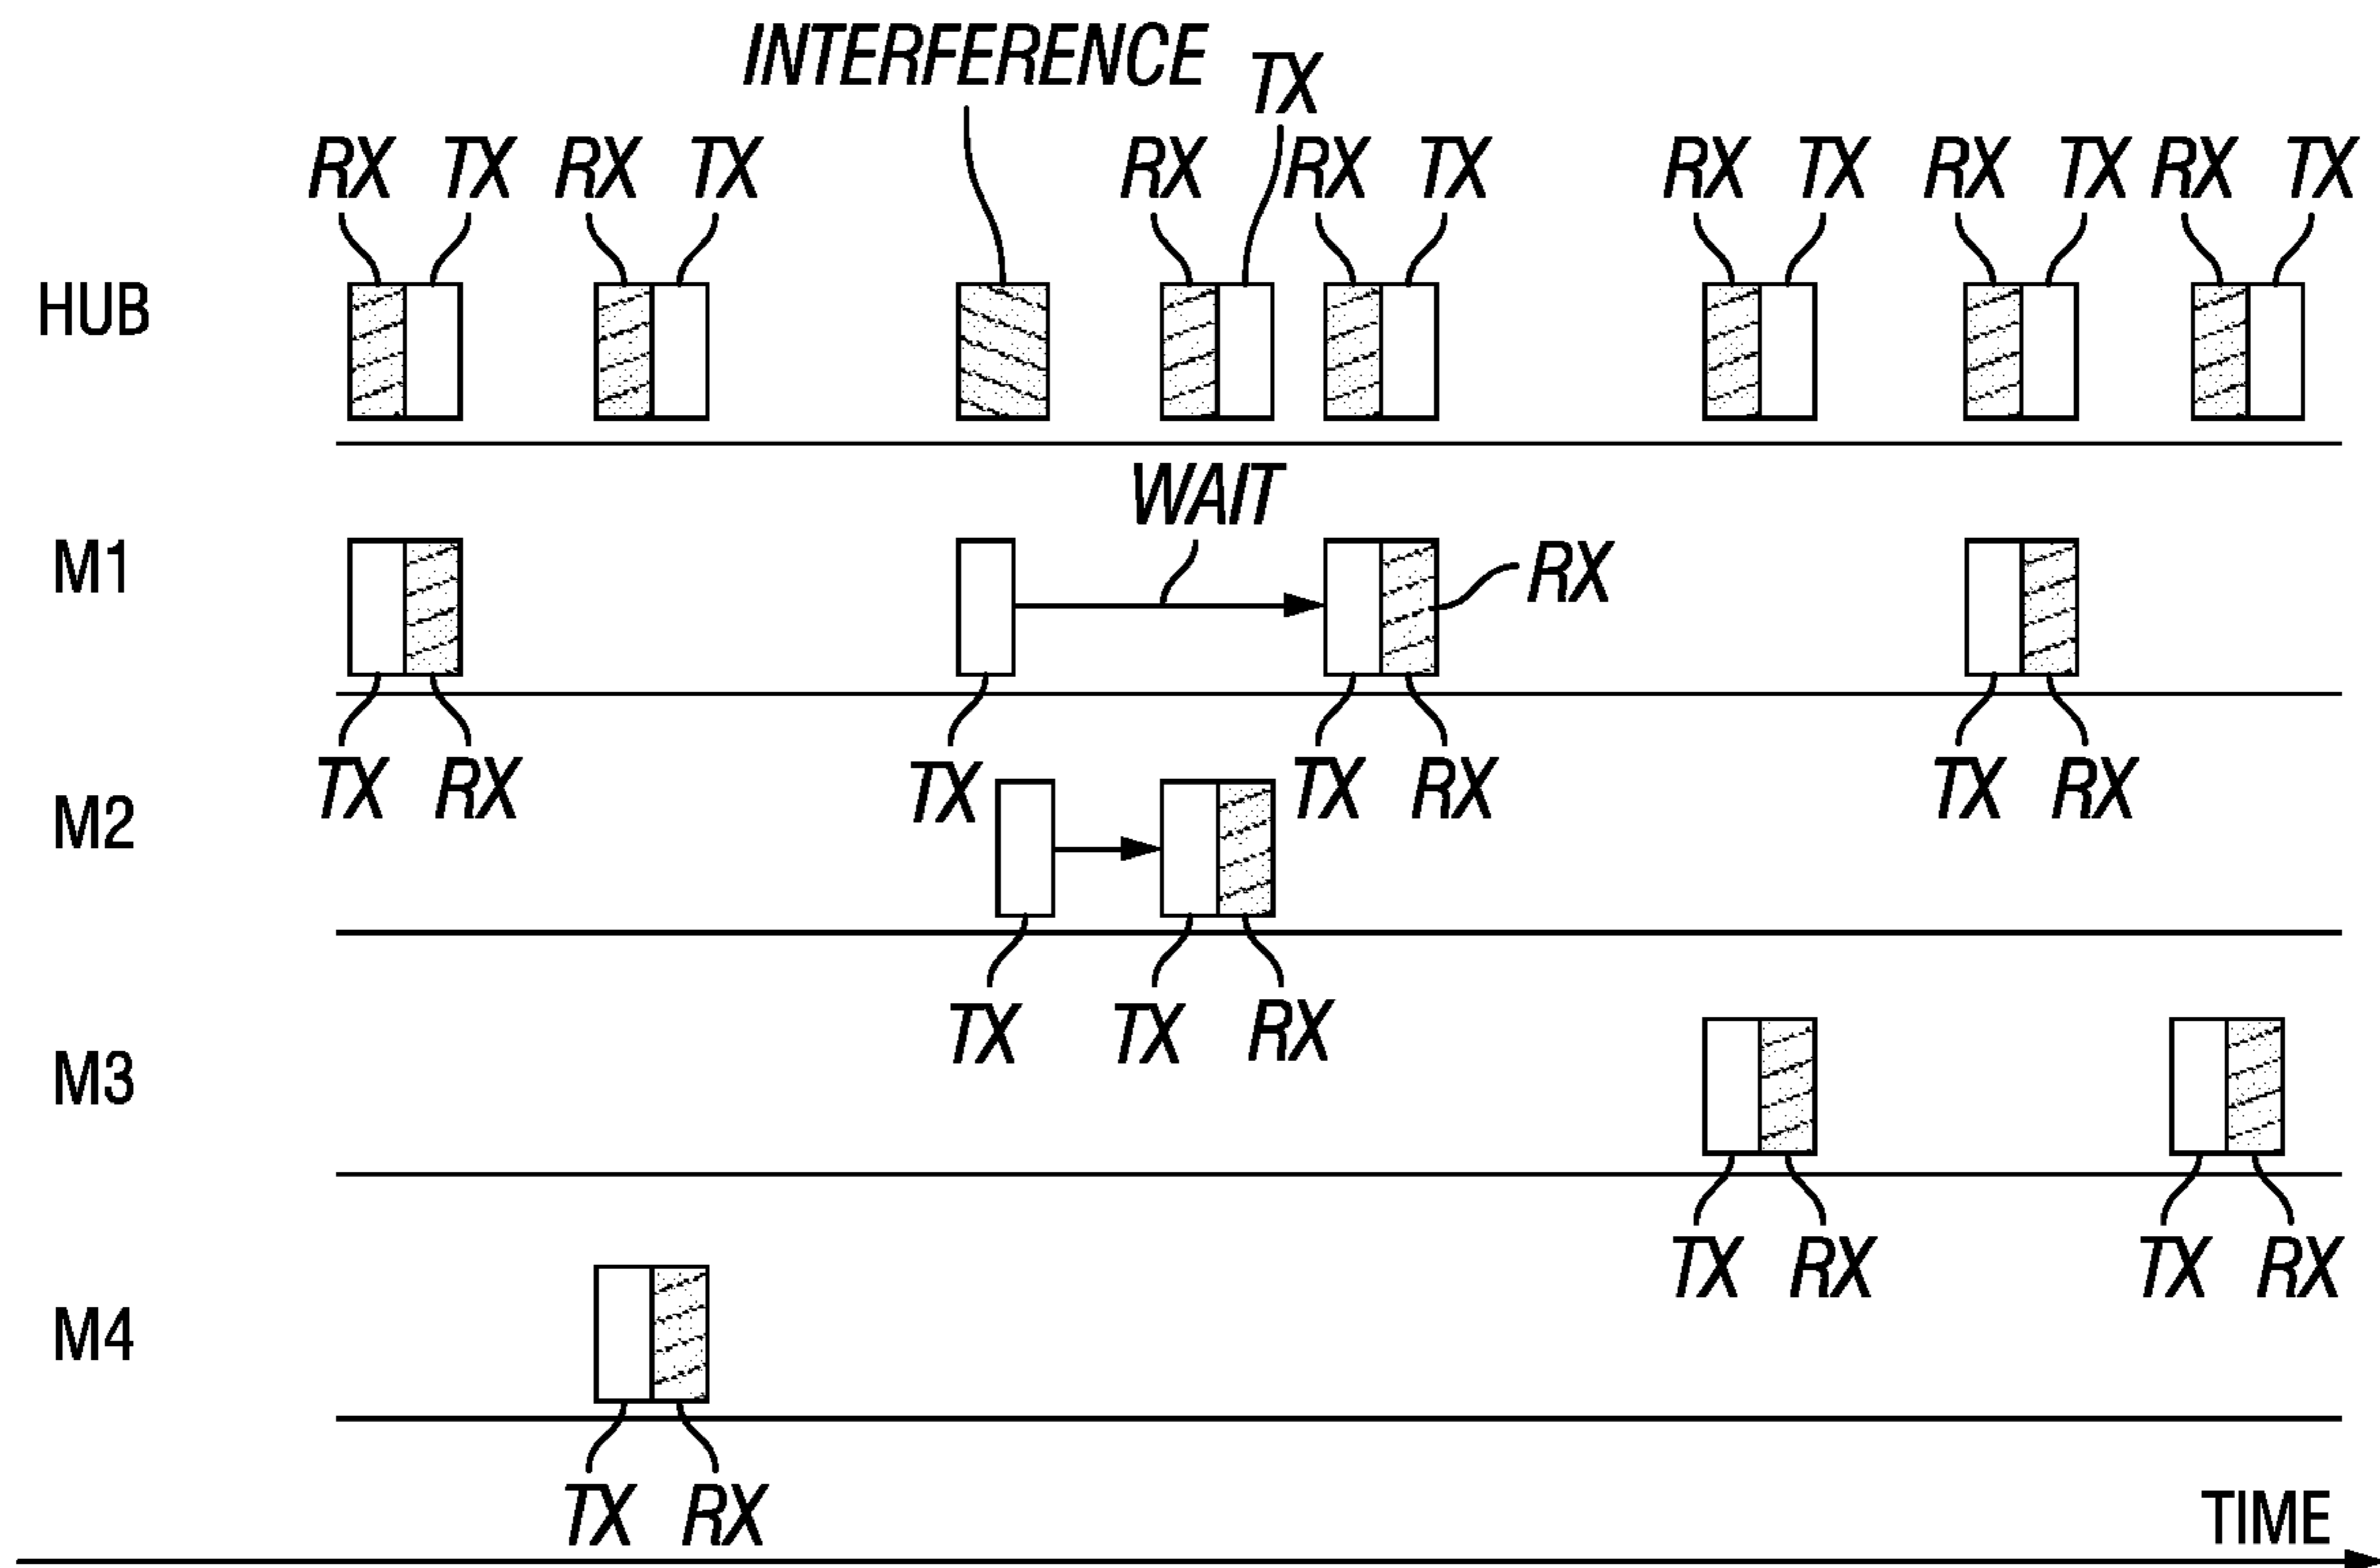 INTERFERENCE TX
RX TX RX TX RX RX TX RX TX RX TX RX TX
HUB
WAIT
M1 RX
TX RX TX TX RX TX RX
M2
TX TX RX
M3
TX RX TX RX
M4
TX RX
TIME